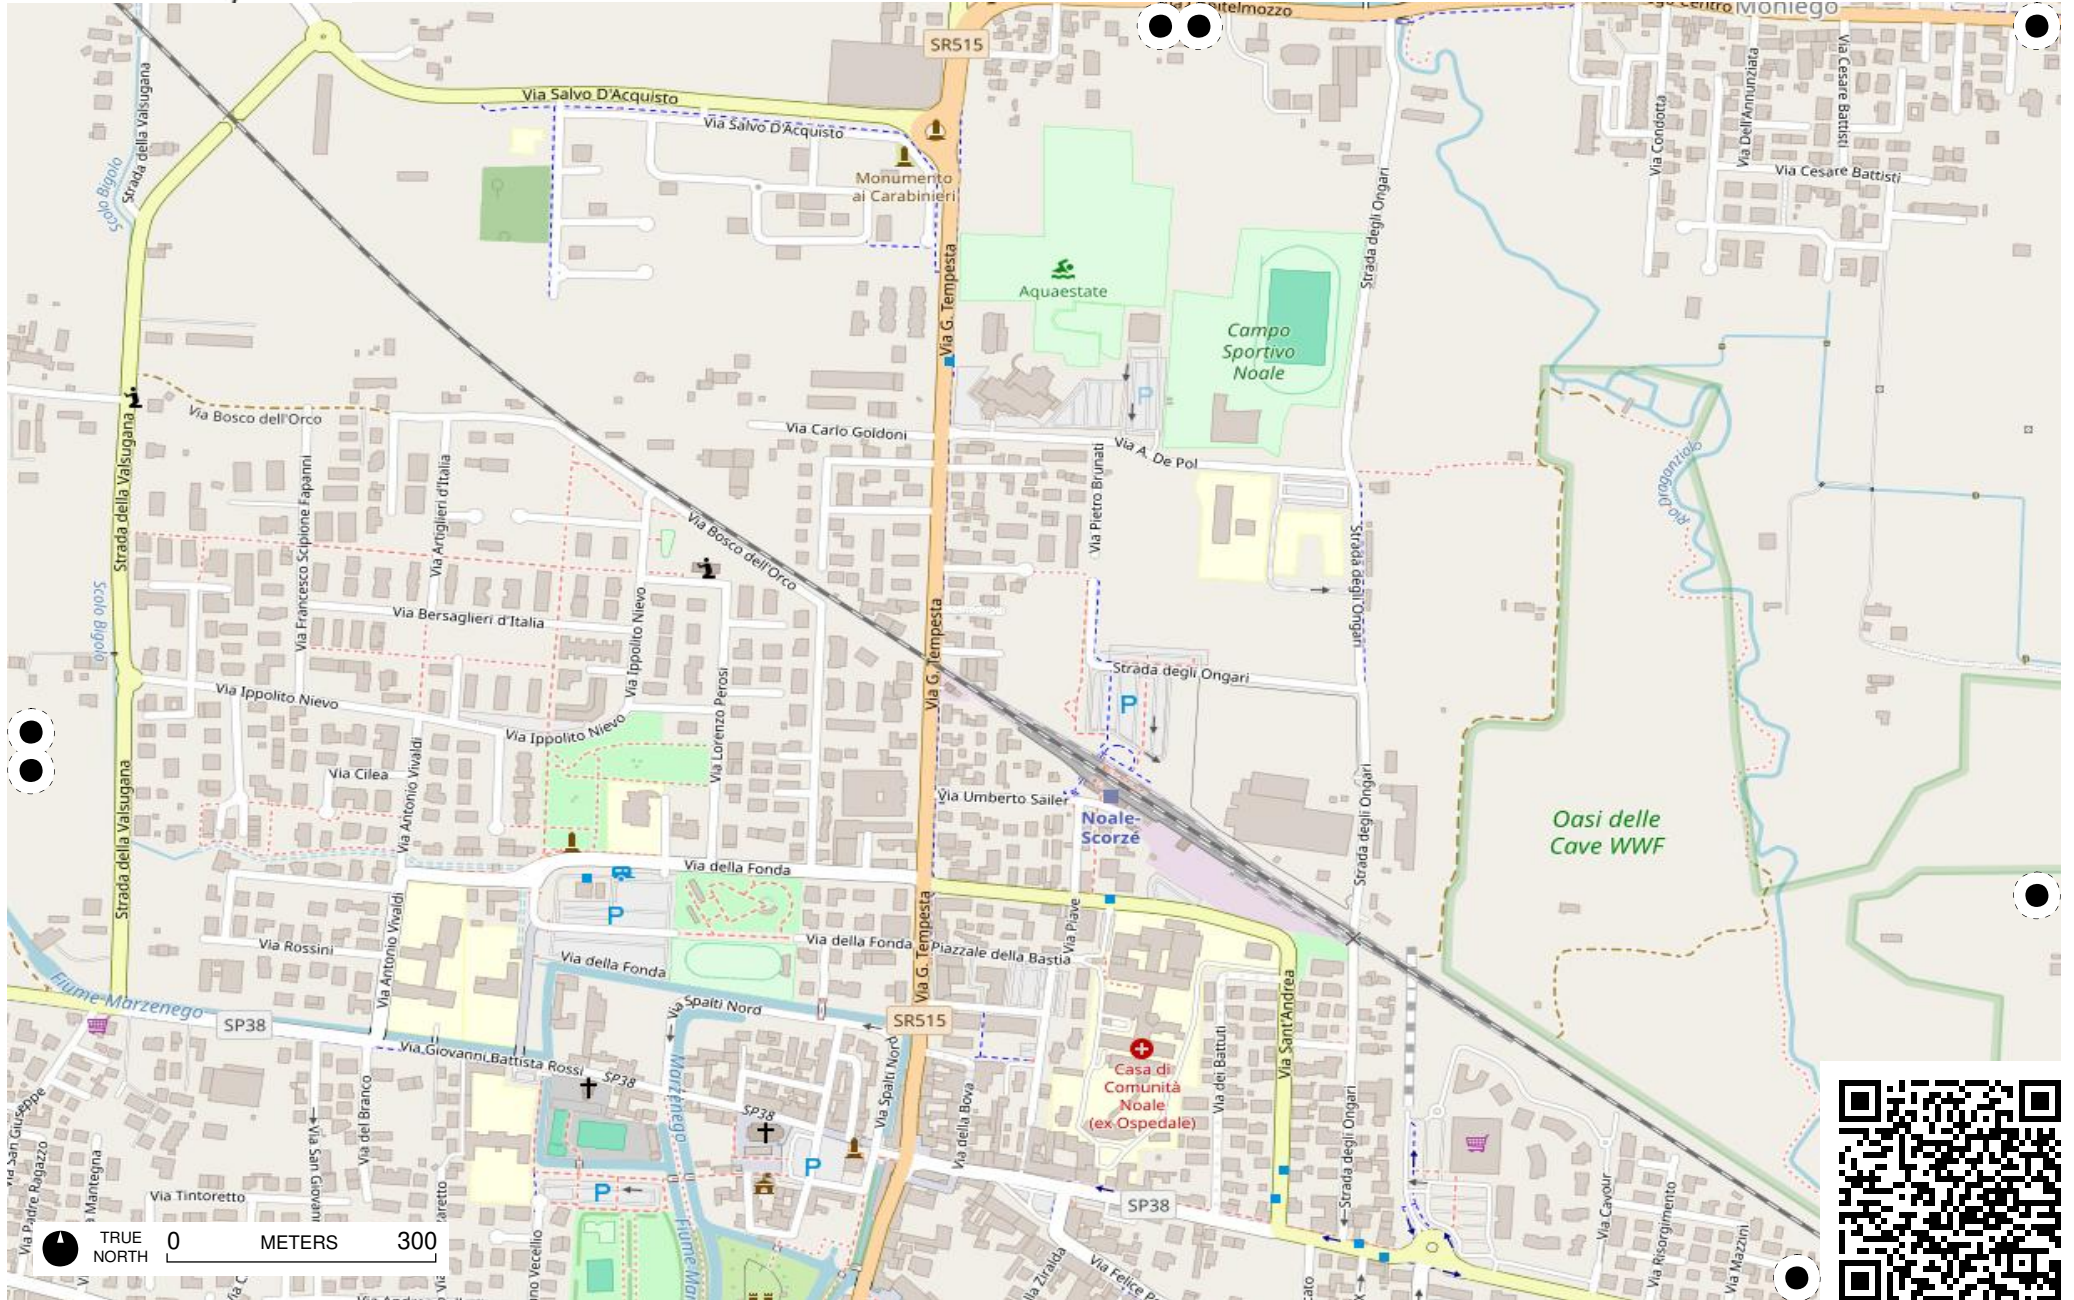 SR515
Moniego
Via Salvo D'Acquisto
Via Salvo D'Acquisto
Strada della Valsugana
Scolo Bigolo
Monumento
ai Carabinieri
Via G. Tempesta
Strada degli Ongari
Via Condotta
Via Dell'Annunziata
Via Cesare Battisti
Via Cesare Battisti
Aquaestate
Campo
Sportivo
Noale
P
Via Bosco dell'Orco
Via Carlo Goldoni
Via A. De Pol
Via Pietro Brunati
Strada della Valsugana
Via Francesco Scipione Fapanni
Via Artiglieri d'Italia
Via Bosco dell'Orco
Rio Draganziolo
Strada degli Ongari
Scolo Bigolo
Via Bersaglieri d'Italia
Via Ippolito Nievo
Via G. Tempesta
Strada degli Ongari
Via Ippolito Nievo
Via Ippolito Nievo
Via Lorenzo Perosi
P
Via Cilea
Via Antonio Vivaldi
Via Umberto Sailer
Noale-
Scorzé
Strada degli Ongari
Oasi delle
Cave WWF
Strada della Valsugana
Via della Fonda
P
Via Antonio Vivaldi
Via Rossini
Via della Fonda
Via della Fonda
Via G. Tempesta
Piazzale della Bastia
Via Piave
Fiume Marzenego
SP38
Via Spalti Nord
SR515
Via Sant'Andrea
Via Giovanni Battista Rossi
SP38
Marzenego
Via Spalti Nord
Casa di
Comunità
Noale
(ex Ospedale)
Via dei Battuti
Via della Bova
Via San Giuseppe
Via del Branco
SP38
Strada degli Ongari
Via Padre Ragazzo
Via San Giovanni
P
P
Via Tintoretto
SP38
Via Cavour
Via Risorgimento
Via Mazzini
TRUE
NORTH
0
METERS
300